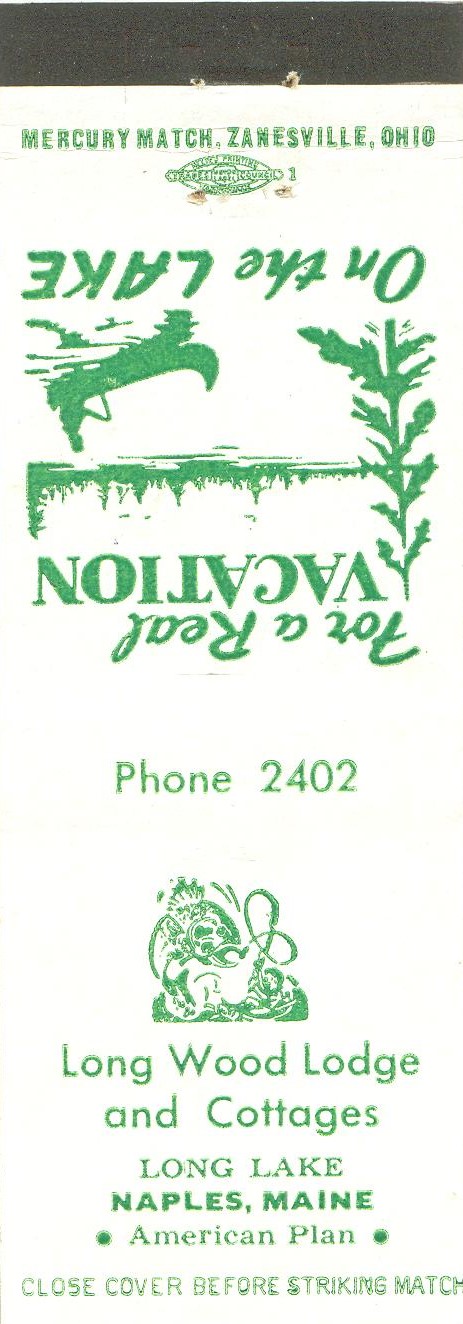 MERCURY MATCH, ZANESVILLE, OHIO
1
For a Real
VACATION
On the LAKE
Phone 2402
Long Wood Lodge
and Cottages
LONG LAKE
NAPLES, MAINE
• American Plan •
CLOSE COVER BEFORE STRIKING MATCH